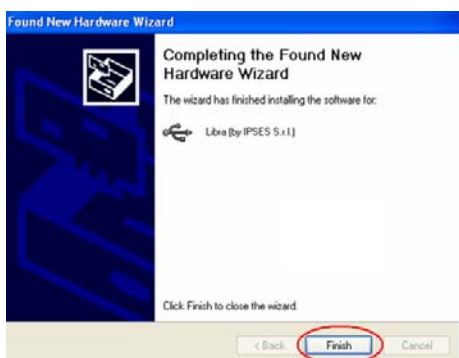 Found New Hardware Wizard
Completing the Found New
Hardware Wizard
The wizard has finished installing the software for:
Libra (by IPSES S.r.l.)
Click Finish to close the wizard.
< Back
Finish
Cancel